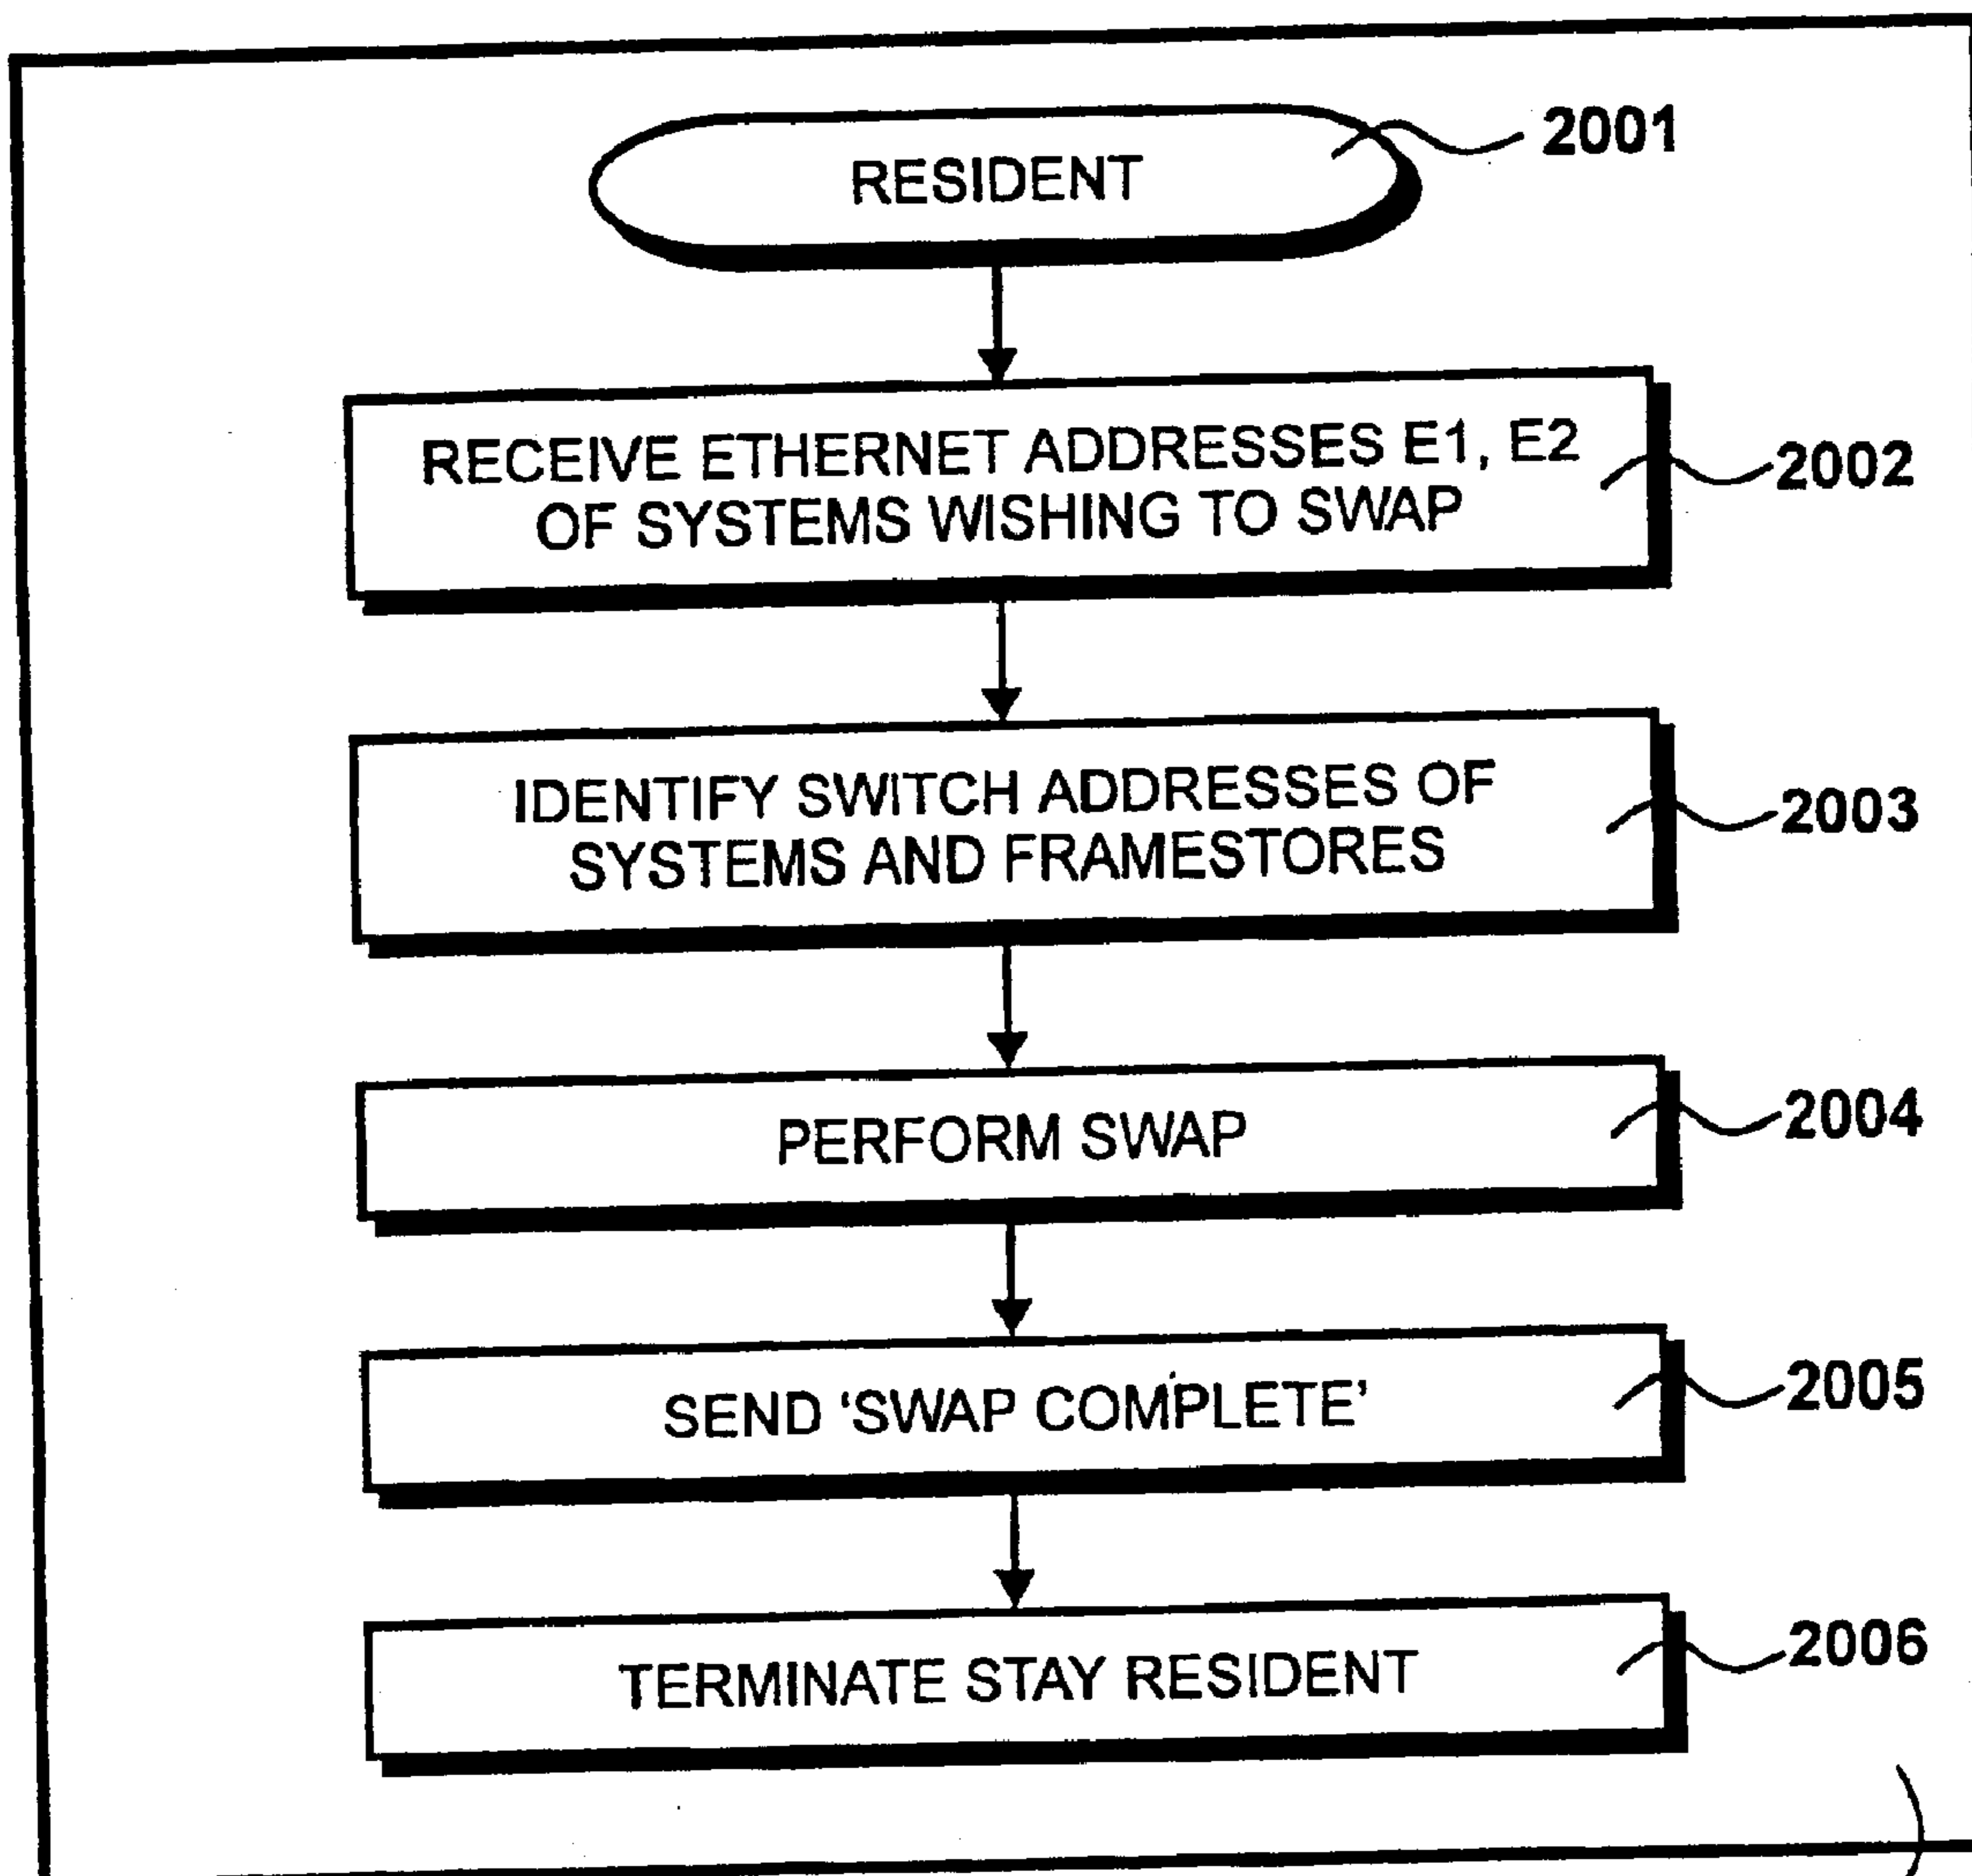 RESIDENT
2001
RECEIVE ETHERNET ADDRESSES E1, E2
OF SYSTEMS WISHING TO SWAP
2002
IDENTIFY SWITCH ADDRESSES OF
SYSTEMS AND FRAMESTORES
2003
PERFORM SWAP
2004
SEND ‘SWAP COMPLETE’
2005
TERMINATE STAY RESIDENT
2006